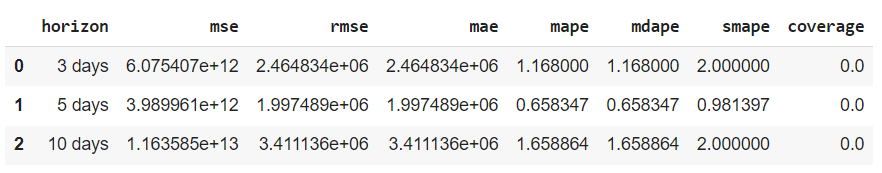 horizon mse rmse mae mape mdape smape coverage
0 3 days 6.075407e+12 2.464834e+06 2.464834e+06 1.168000 1.168000 2.000000 0.0
1 5 days 3.989961e+12 1.997489e+06 1.997489e+06 0.658347 0.658347 0.981397 0.0
2 10 days 1.163585e+13 3.411136e+06 3.411136e+06 1.658864 1.658864 2.000000 0.0